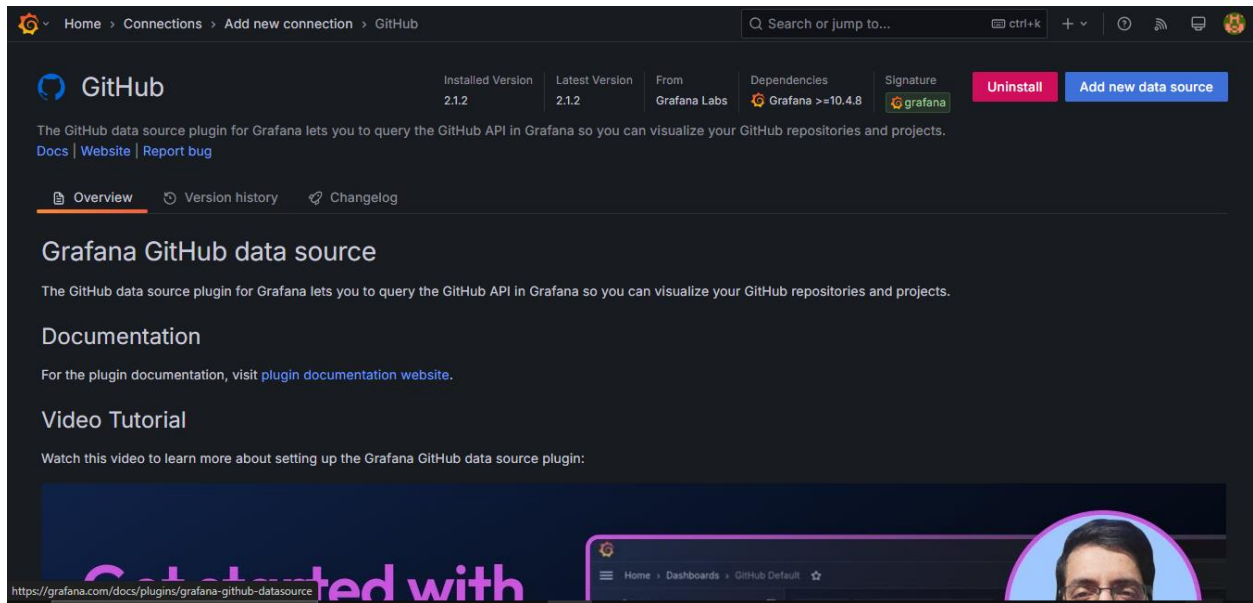 Home > Connections > Add new connection > GitHub
Search or jump to...
ctrl+k
GitHub
Installed Version
2.1.2
Latest Version
2.1.2
From
Grafana Labs
Dependencies
Grafana >=10.4.8
Signature
grafana
Uninstall
Add new data source
The GitHub data source plugin for Grafana lets you to query the GitHub API in Grafana so you can visualize your GitHub repositories and projects.
Docs | Website | Report bug
Overview
Version history
Changelog
Grafana GitHub data source
The GitHub data source plugin for Grafana lets you to query the GitHub API in Grafana so you can visualize your GitHub repositories and projects.
Documentation
For the plugin documentation, visit plugin documentation website.
Video Tutorial
Watch this video to learn more about setting up the Grafana GitHub data source plugin:
Get started with
Home > Dashboards > GitHub Default
https://grafana.com/docs/plugins/grafana-github-datasource